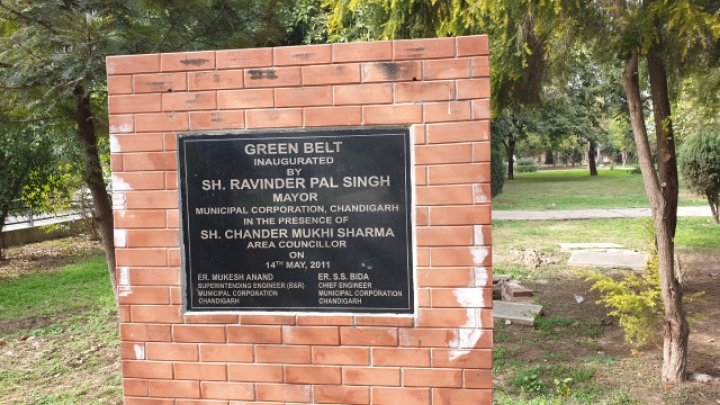 GREEN BELT
INAUGURATED
BY
SH. RAVINDER PAL SINGH
MAYOR
MUNICIPAL CORPORATION, CHANDIGARH
IN THE PRESENCE OF
SH. CHANDER MUKHI SHARMA
AREA COUNCILLOR
ON
14TH MAY, 2011
ER. MUKESH ANAND
SUPERINTENDING ENGINEER (B&R)
MUNICIPAL CORPORATION
CHANDIGARH
ER. S.S. BIDA
CHIEF ENGINEER
MUNICIPAL CORPORATION
CHANDIGARH